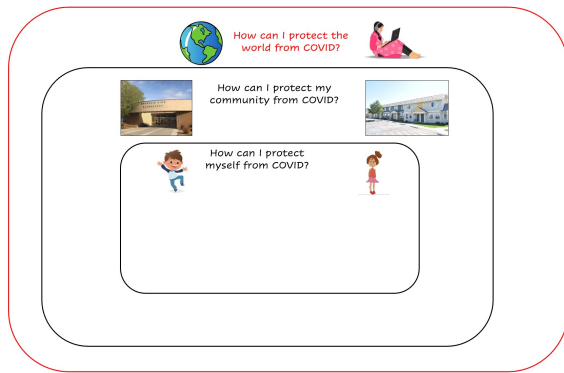 How can I protect the
world from COVID?
How can I protect my
community from COVID?
How can I protect
myself from COVID?